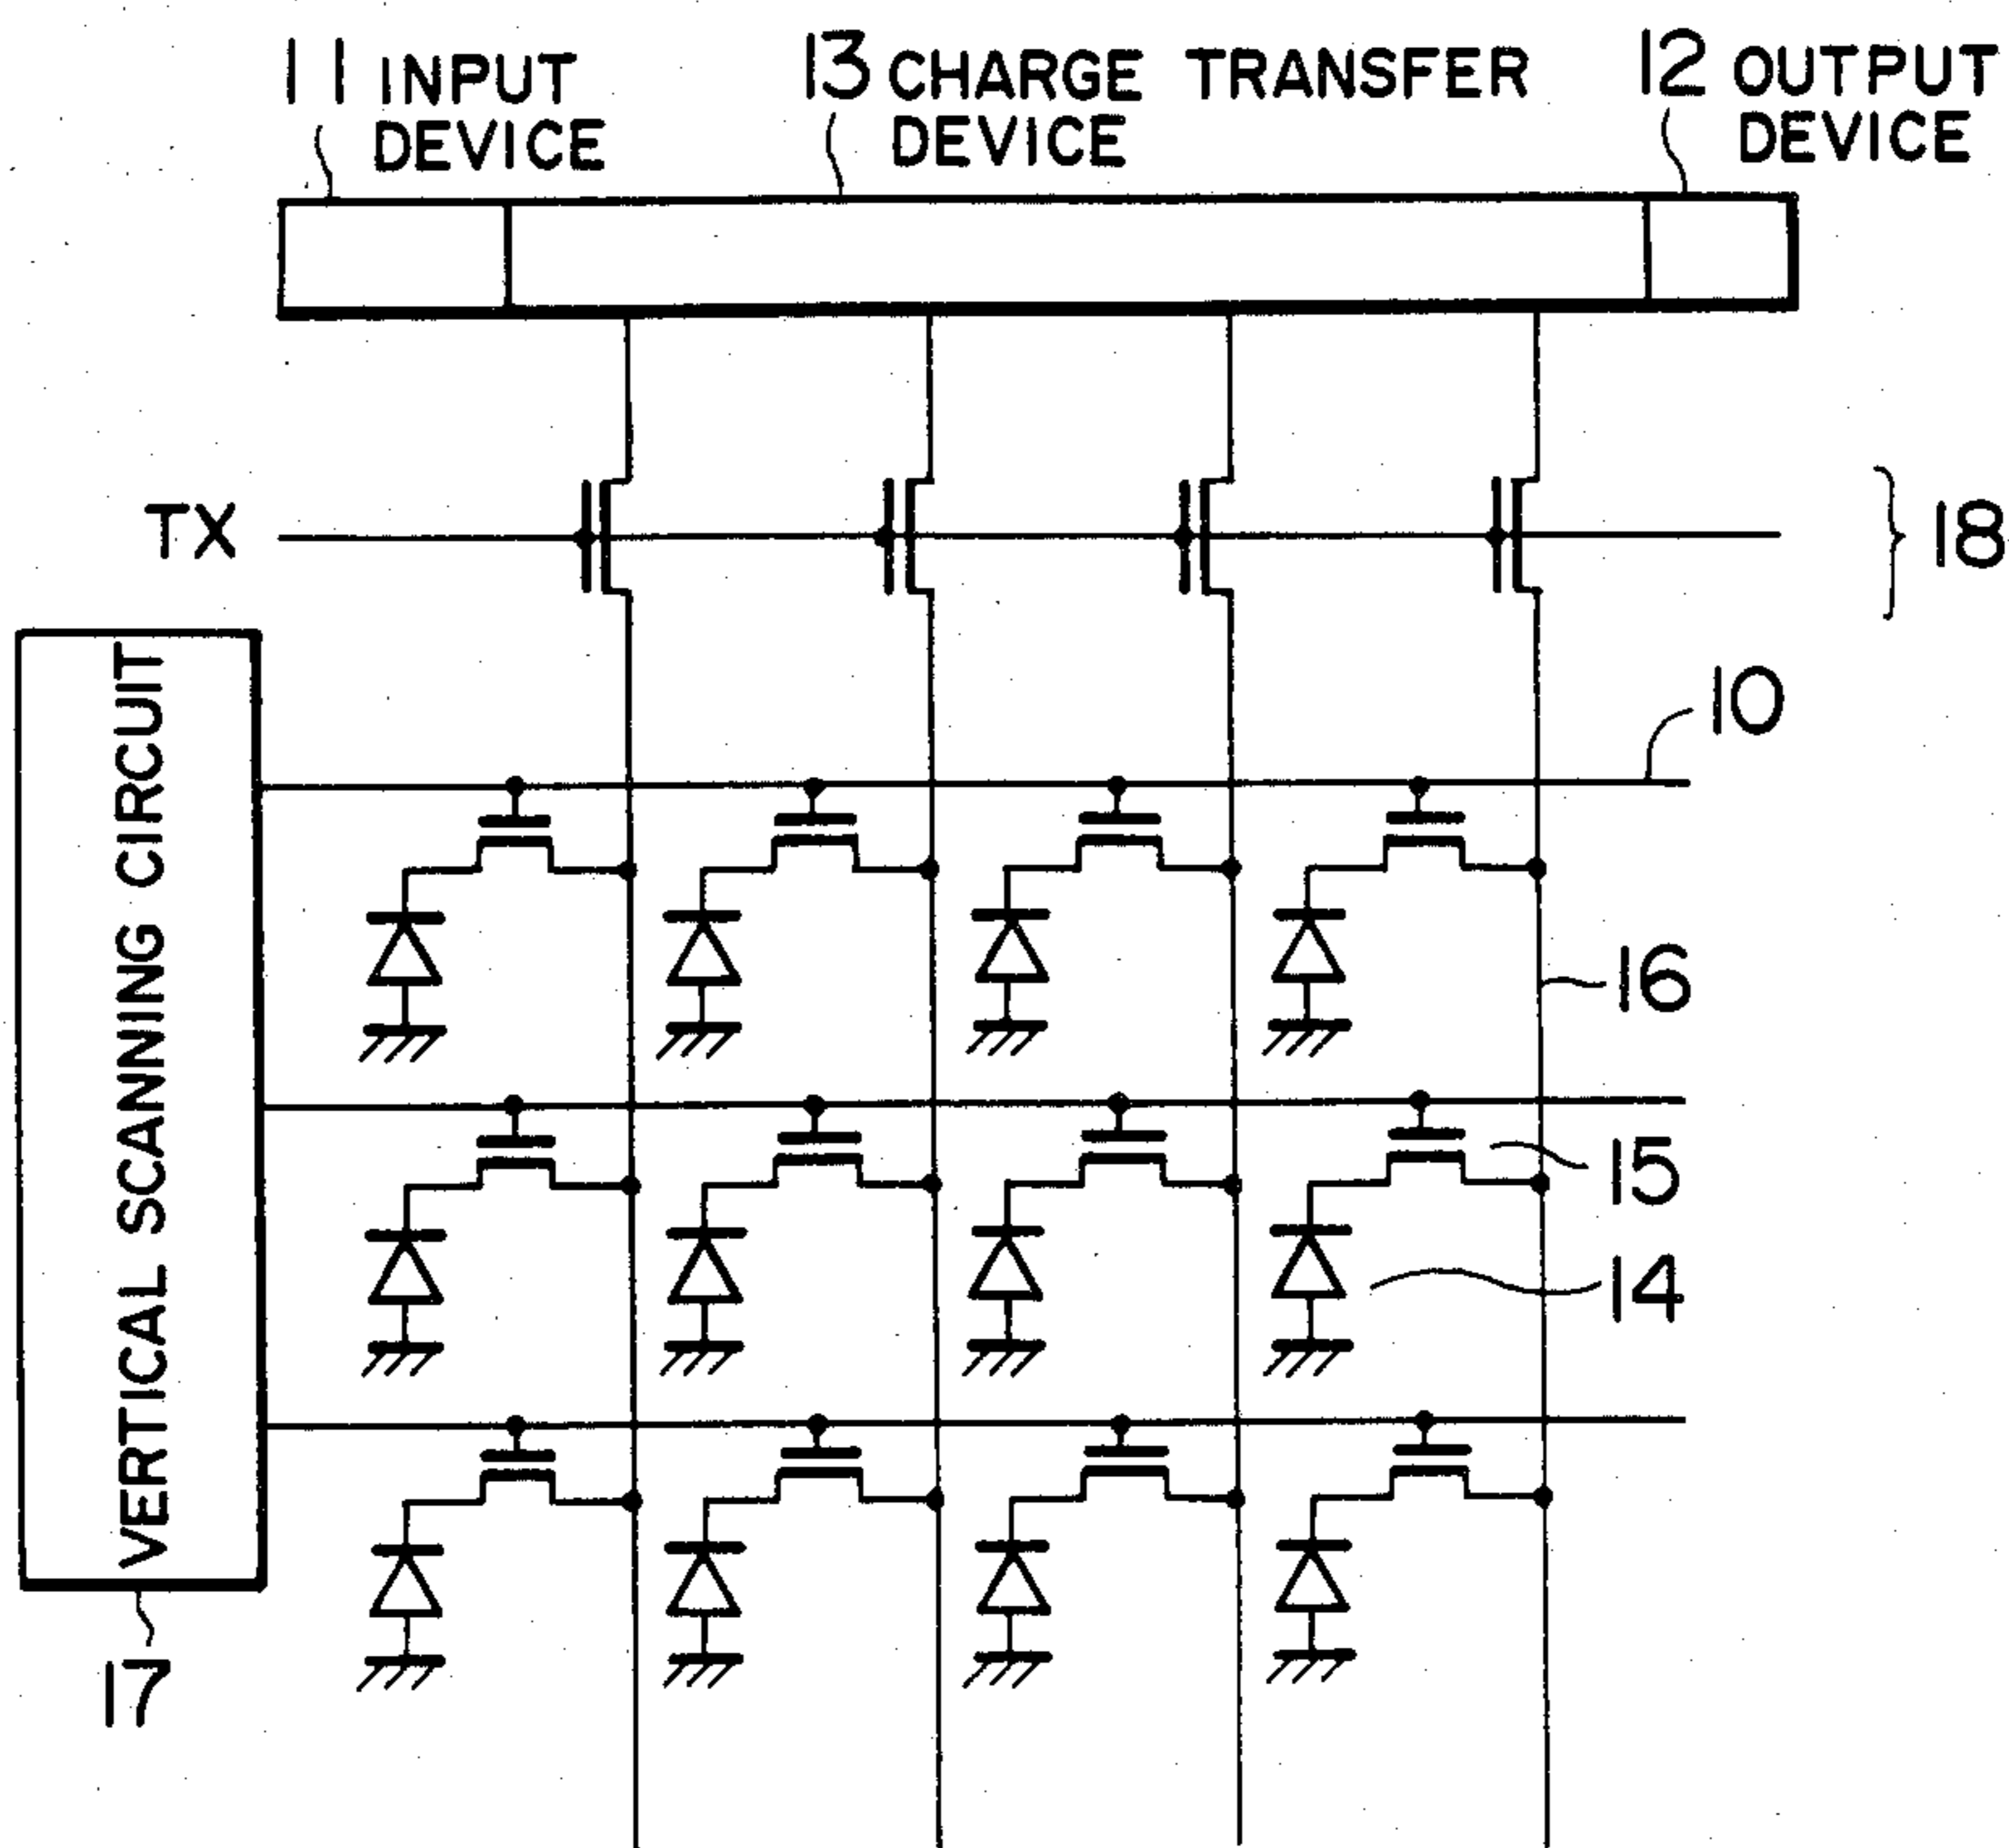 11 INPUT DEVICE
13 CHARGE TRANSFER DEVICE
12 OUTPUT DEVICE
TX
18
10
VERTICAL SCANNING CIRCUIT
16
15
14
17